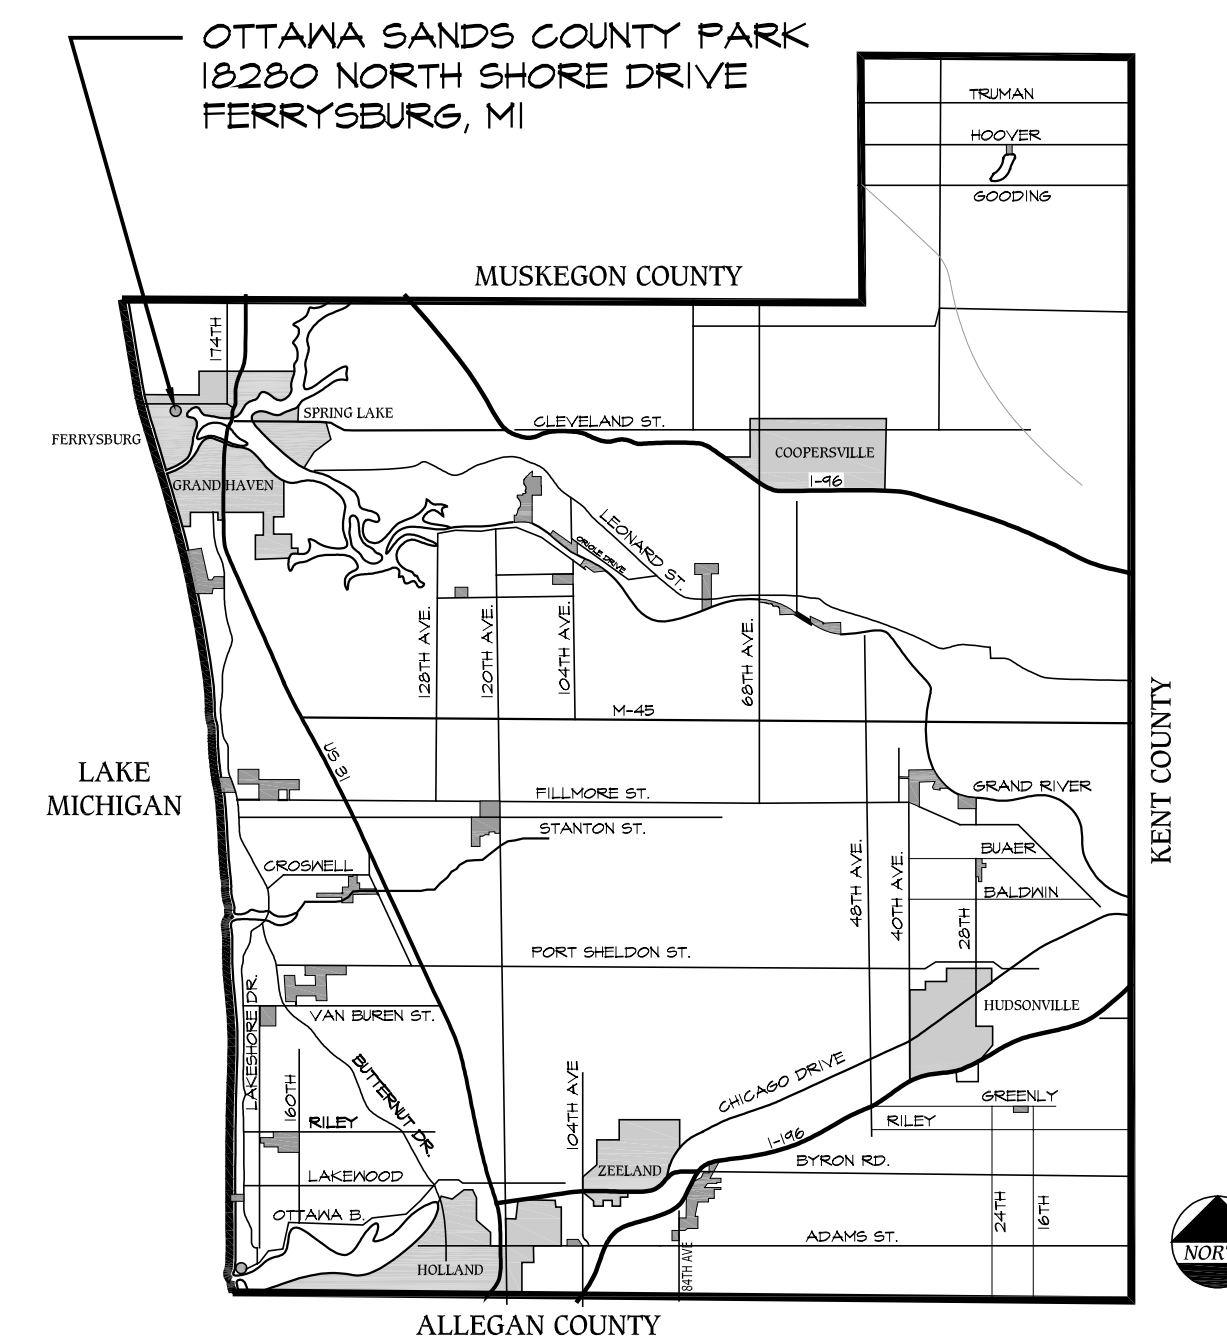 OTTAWA SANDS COUNTY PARK
18280 NORTH SHORE DRIVE
FERRYSBURG, MI
TRUMAN
HOOVER
GOODING
MUSKEGON COUNTY
174TH
SPRING LAKE
CLEVELAND ST.
FERRYSBURG
COOPERSVILLE
I-96
GRAND HAVEN
LEONARD ST.
ORIOLE DRIVE
128TH AVE.
120TH AVE.
104TH AVE.
68TH AVE.
M-45
KENT COUNTY
US 31
LAKE
MICHIGAN
FILLMORE ST.
GRAND RIVER
STANTON ST.
CROSWELL
BUAER
BALDWIN
48TH AVE.
40TH AVE.
28TH
PORT SHELDON ST.
LAKESHORE DR.
VAN BUREN ST.
HUDSONVILLE
BUTTERNUT DR.
160TH
104TH AVE
CHICAGO DRIVE
GREENLY
RILEY
RILEY
I-196
BYRON RD.
ZEELAND
LAKEWOOD
OTTAWA B.
24TH
16TH
84TH AVE
ADAMS ST.
HOLLAND
ALLEGAN COUNTY